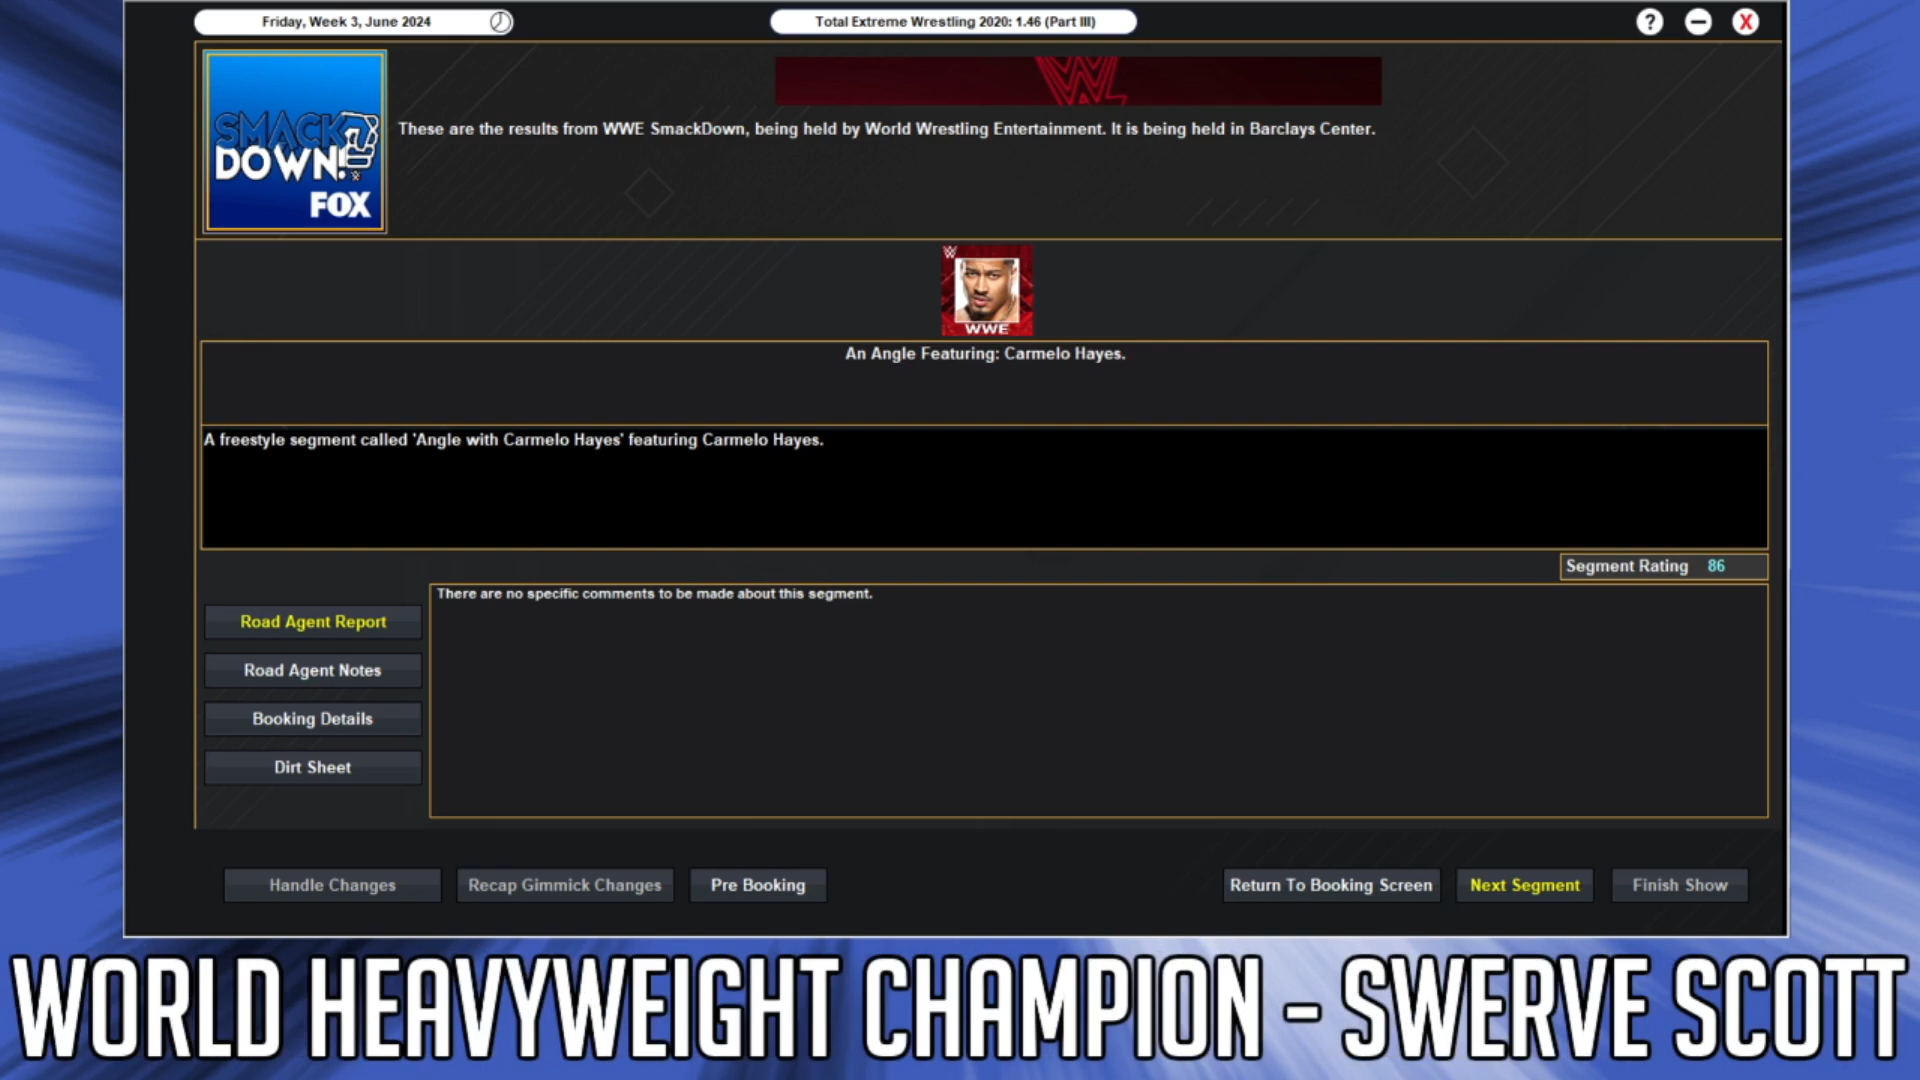 Friday, Week 3, June 2024
Total Extreme Wrestling 2020: 1.46 (Part III)
?
X
SMACK
DOWN!
FOX
These are the results from WWE SmackDown, being held by World Wrestling Entertainment. It is being held in Barclays Center.
WWE
An Angle Featuring: Carmelo Hayes.
A freestyle segment called 'Angle with Carmelo Hayes' featuring Carmelo Hayes.
Segment Rating 86
There are no specific comments to be made about this segment.
Road Agent Report
Road Agent Notes
Booking Details
Dirt Sheet
Handle Changes
Recap Gimmick Changes
Pre Booking
Return To Booking Screen
Next Segment
Finish Show
WORLD HEAVYWEIGHT CHAMPION - SWERVE SCOTT